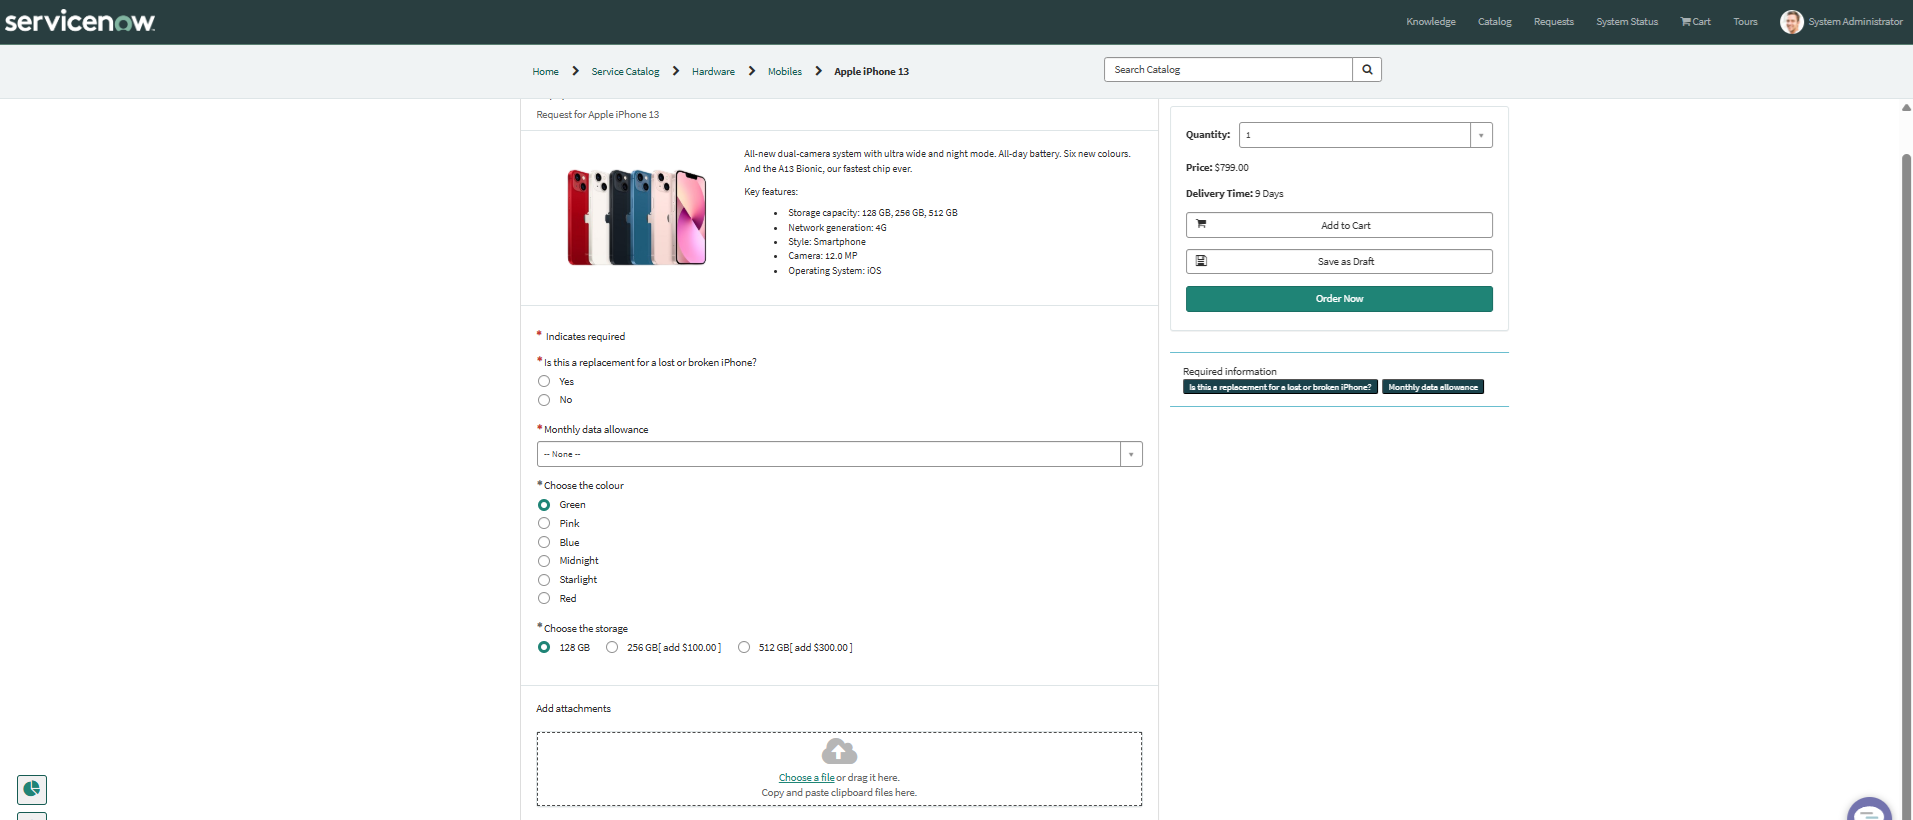 servicenow
Knowledge
Catalog
Requests
System Status
Cart
Tours
System Administrator
Home
Service Catalog
Hardware
Mobiles
Apple iPhone 13
Search Catalog
Request for Apple iPhone 13
All-new dual-camera system with ultra wide and night mode. All-day battery. Six new colours.
And the A13 Bionic, our fastest chip ever.
Key features:
• Storage capacity: 128 GB, 256 GB, 512 GB
• Network generation: 4G
• Style: Smartphone
• Camera: 12.0 MP
• Operating System: iOS
* Indicates required
* Is this a replacement for a lost or broken iPhone?
Yes
No
* Monthly data allowance
-- None --
* Choose the colour
Green
Pink
Blue
Midnight
Starlight
Red
* Choose the storage
128 GB
256 GB[ add $100.00 ]
512 GB[ add $300.00 ]
Add attachments
Choose a file or drag it here.
Copy and paste clipboard files here.
Quantity: 1
Price: $799.00
Delivery Time: 9 Days
Add to Cart
Save as Draft
Order Now
Required information
Is this a replacement for a lost or broken iPhone?
Monthly data allowance